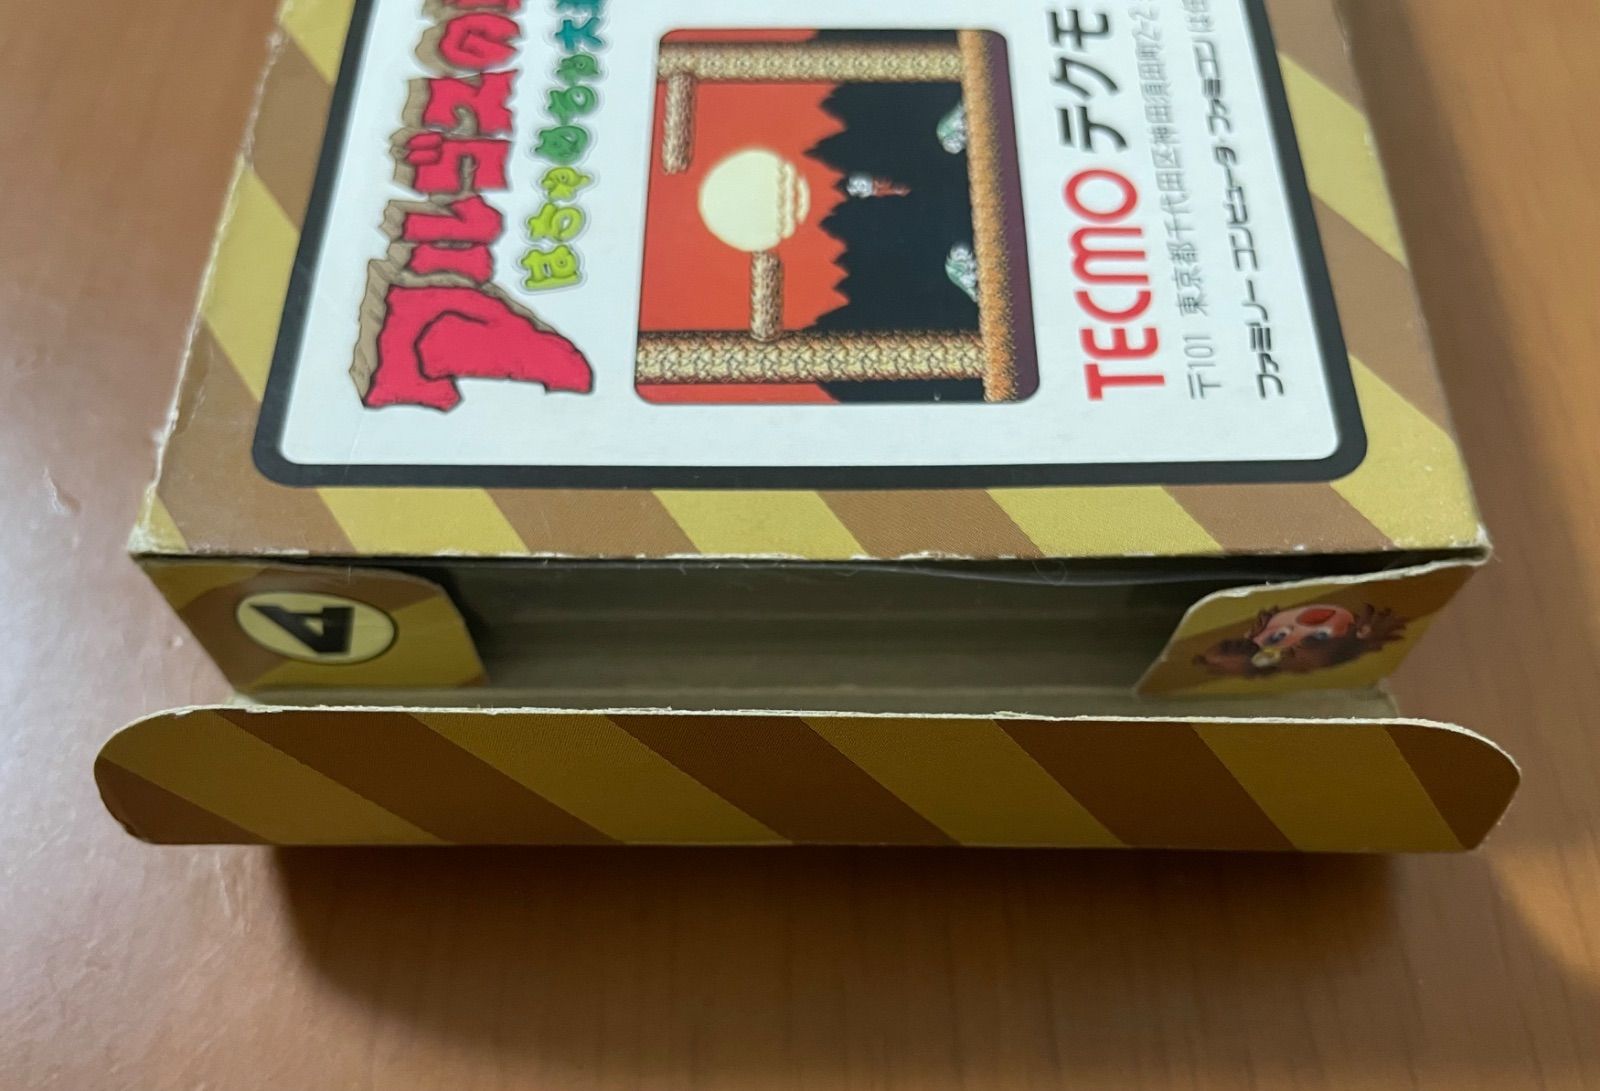 アルゴスの
はちゃめちゃ大
TECMO テクモ
〒101 東京都千代田区神田須田町2-2
ファミリーコンピュータ ファミコンは
A